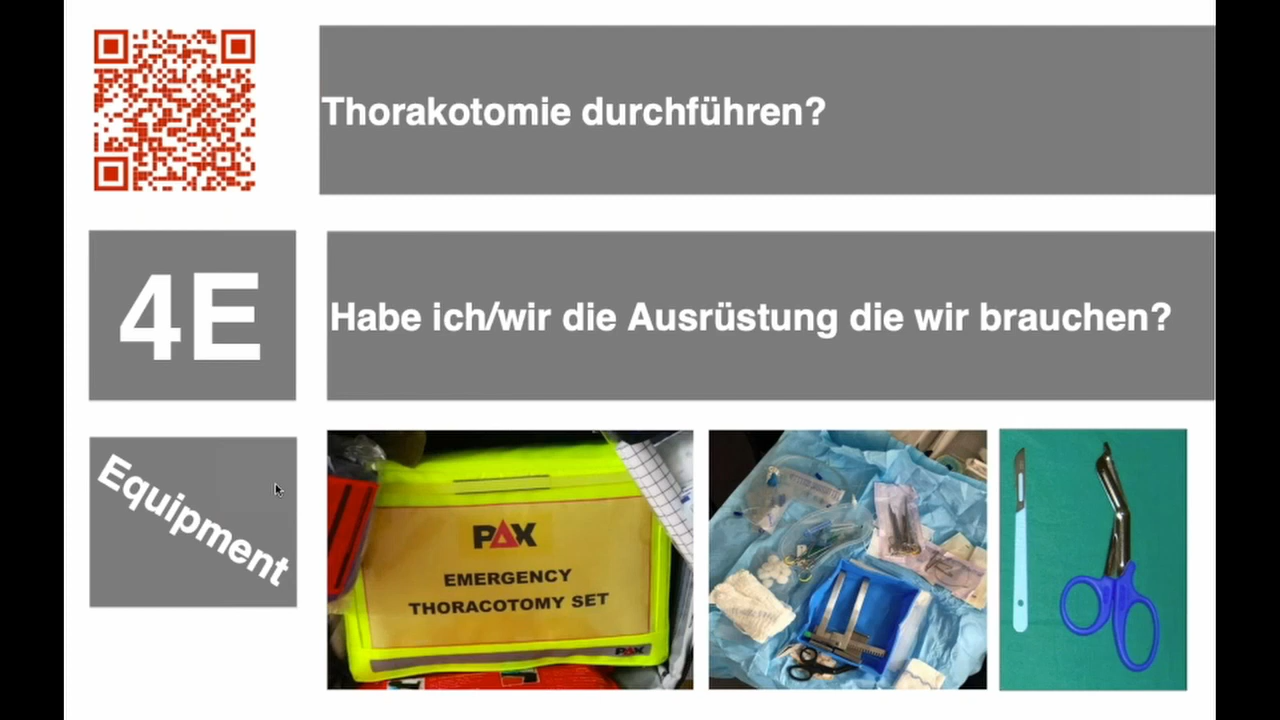 Thorakotomie durchführen?
4E
Habe ich/wir die Ausrüstung die wir brauchen?
Equipment
PAX
EMERGENCY
THORACOTOMY SET
PAX